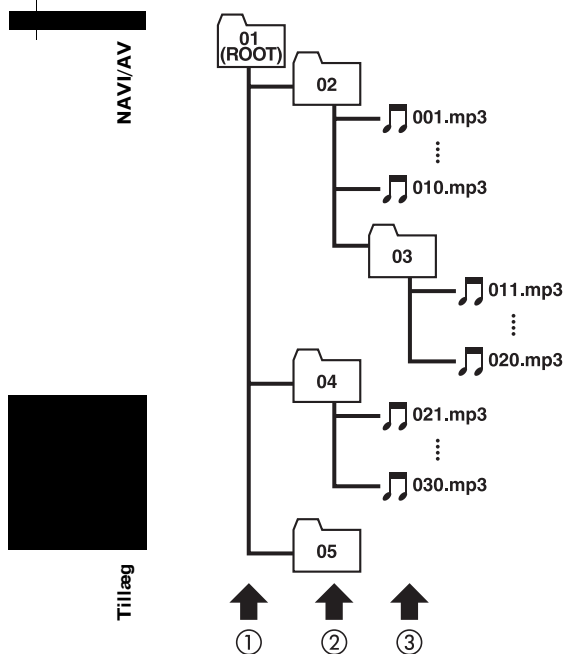 NAVI/AV
01
(ROOT)
02
001.mp3
010.mp3
03
011.mp3
020.mp3
04
021.mp3
030.mp3
05
Tillæg
① ② ③